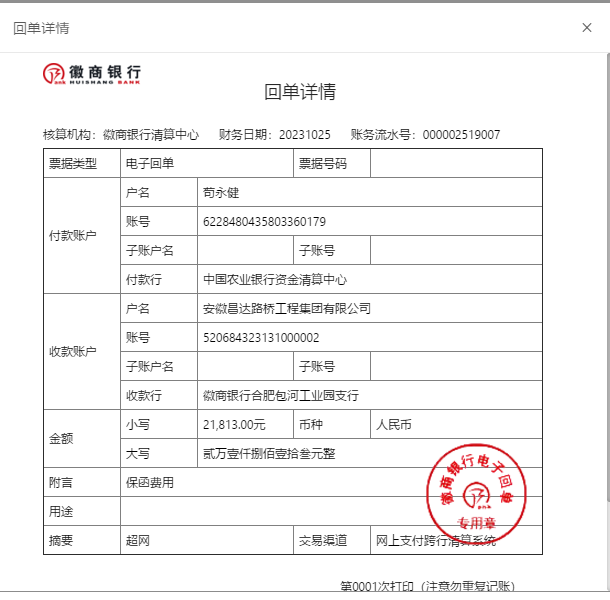 回单详情
徽商银行
HUISHANG BANK
回单详情
核算机构：徽商银行清算中心 财务日期：20231025 账务流水号：000002519007
票据类型 电子回单 票据号码
付款账户
户名 苟永健
账号 6228480435803360179
子账户名 子账号
付款行 中国农业银行资金清算中心
收款账户
户名 安徽昌达路桥工程集团有限公司
账号 520684323131000002
子账户名 子账号
收款行 徽商银行合肥包河工业园支行
金额
小写 21,813.00元 币种 人民币
大写 贰万壹仟捌佰壹拾叁元整
附言 保函费用
用途
摘要 超网 交易渠道 网上支付跨行清算系统
徽商银行电子回单
专用章
第0001次打印（注意勿重复记账）